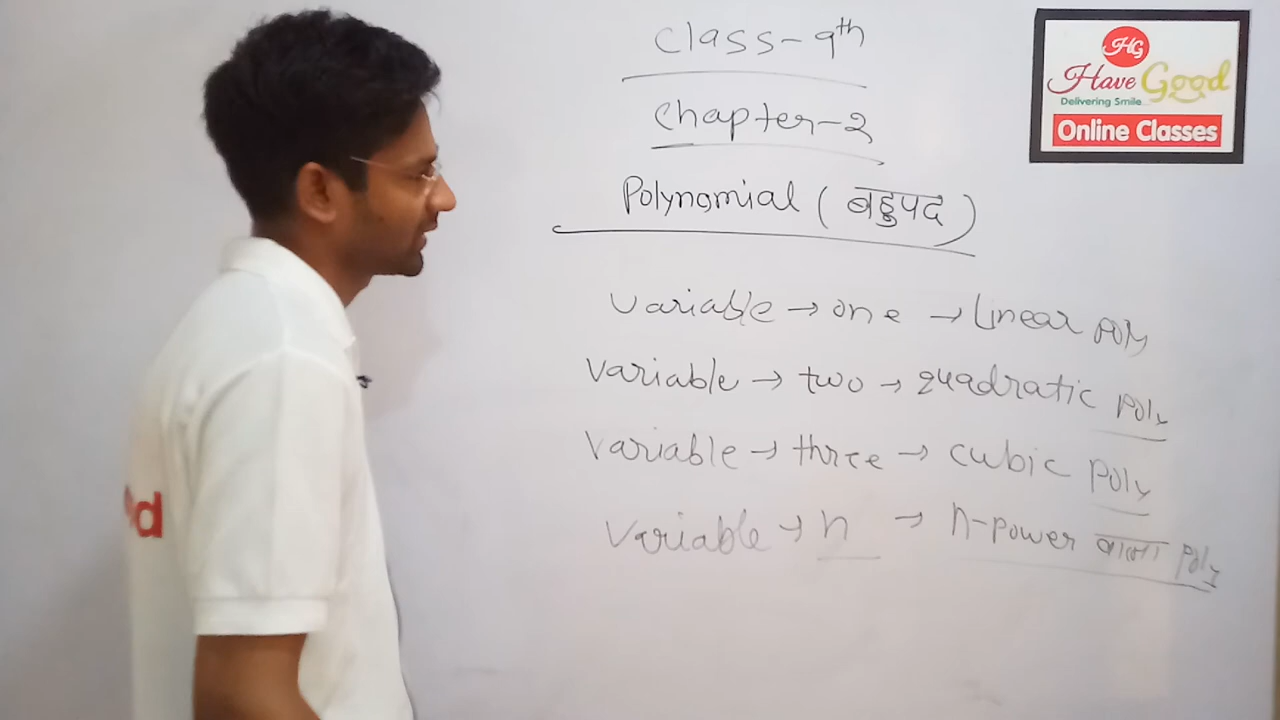 Class-9th
Chapter-2
Polynomial (बहुपद)
Variable → one → Linear poly
Variable → two → quadratic poly
Variable → three → cubic poly
Variable → n → n-power वाला poly
HG
Have Good
Delivering Smile...
Online Classes
d